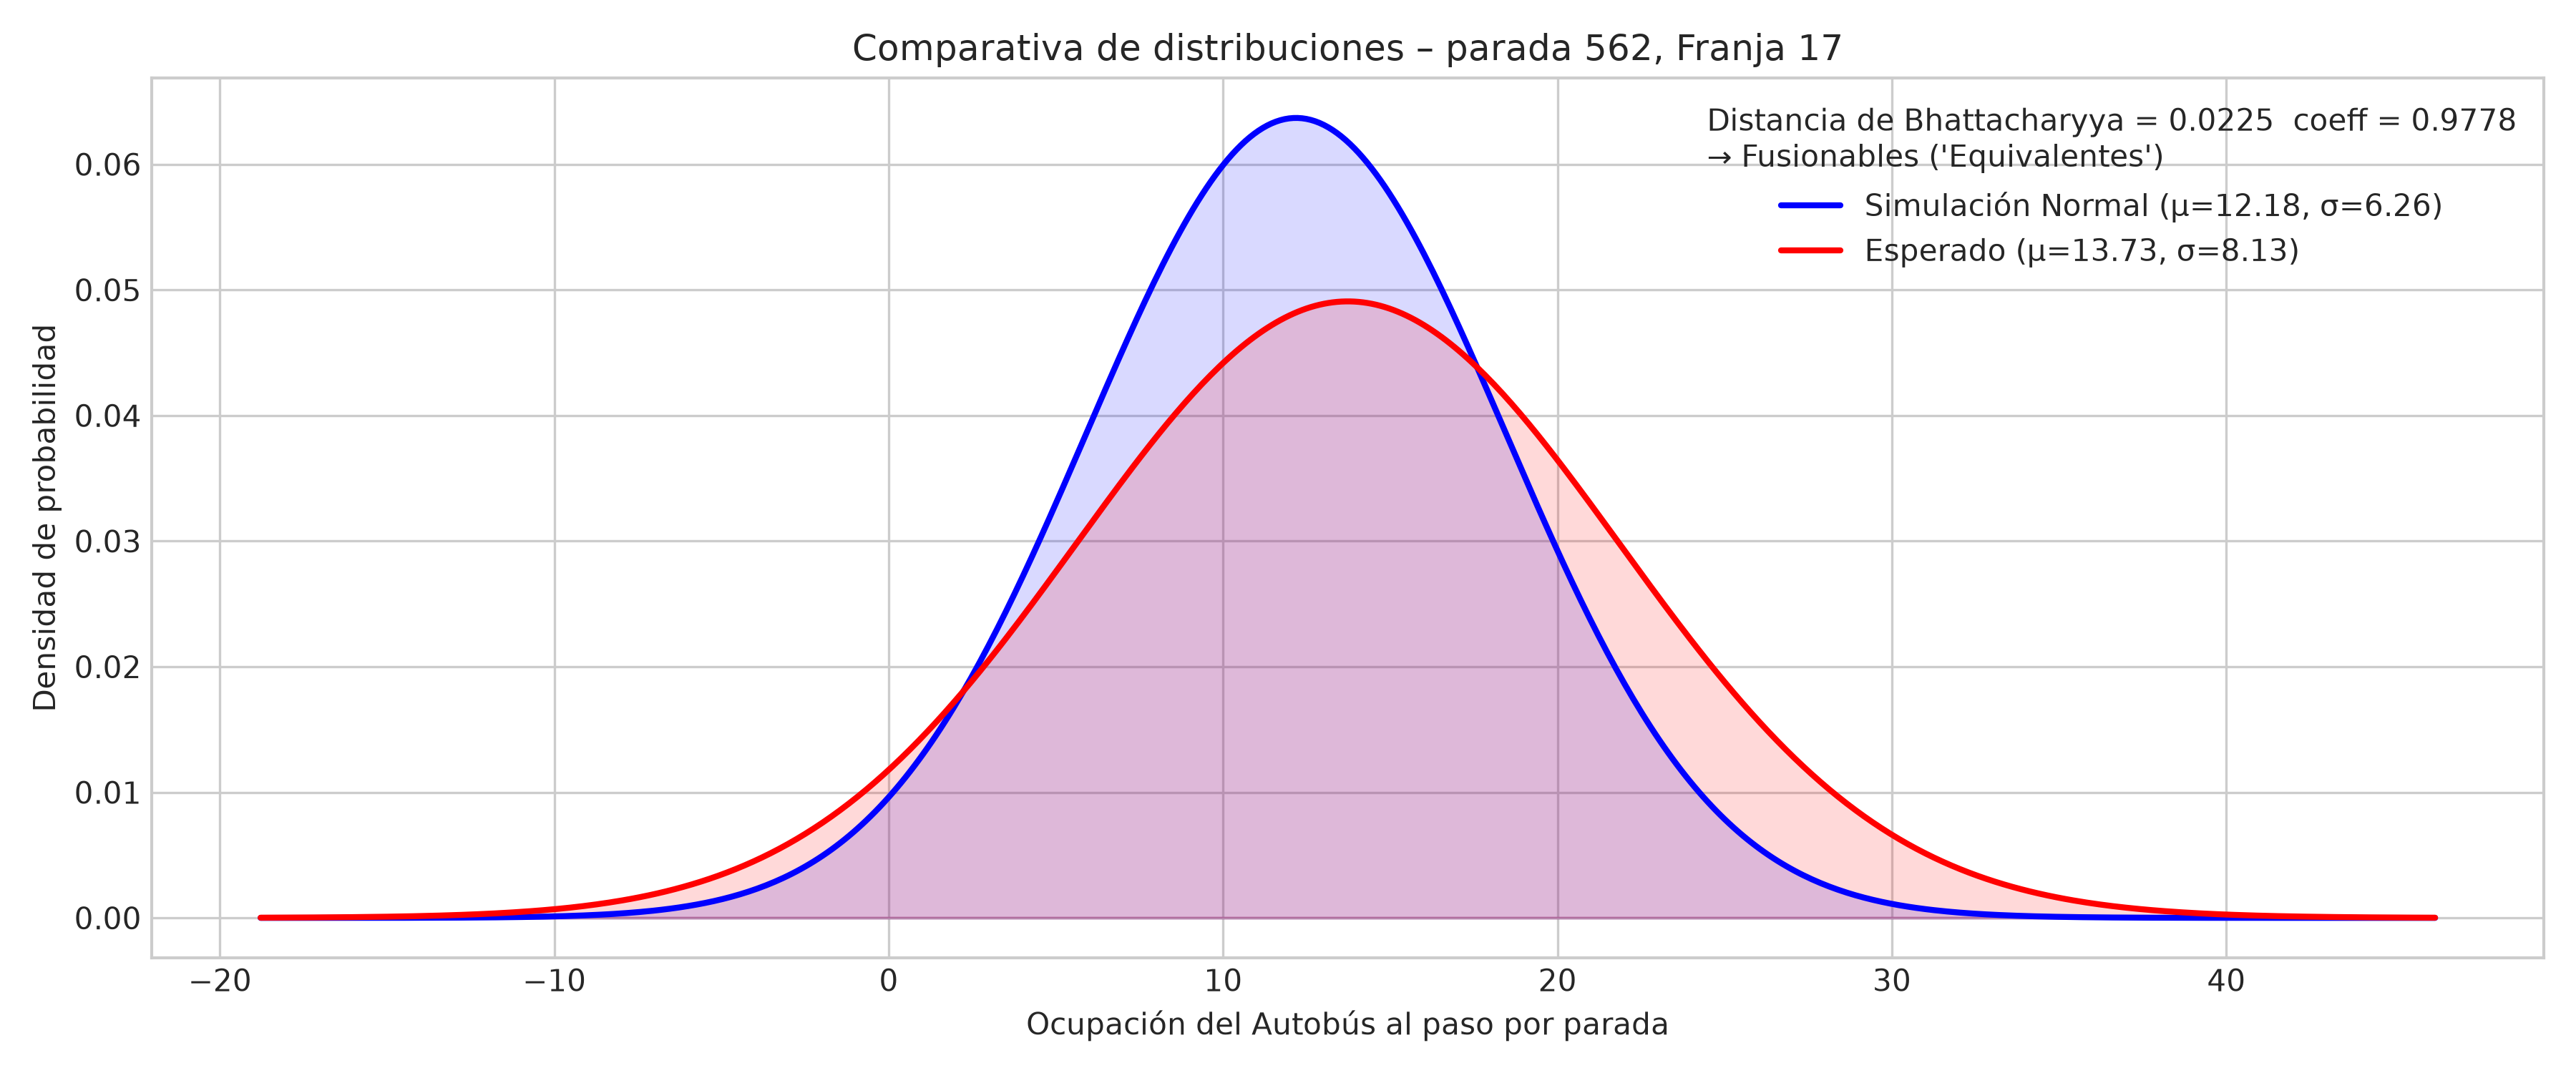 Comparativa de distribuciones – parada 562, Franja 17
Distancia de Bhattacharyya = 0.0225  coeff = 0.9778
→ Fusionables ('Equivalentes')
Simulación Normal (μ=12.18, σ=6.26)
Esperado (μ=13.73, σ=8.13)
Densidad de probabilidad
0.06
0.05
0.04
0.03
0.02
0.01
0.00
−20 −10 0 10 20 30 40
Ocupación del Autobús al paso por parada